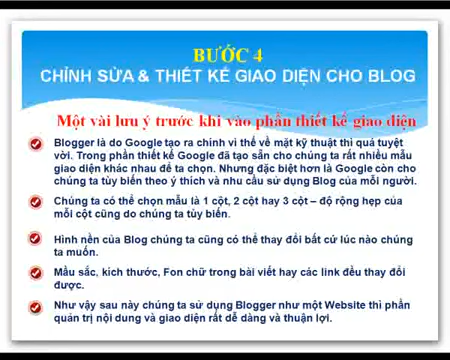 BƯỚC 4
CHỈNH SỬA & THIẾT KẾ GIAO DIỆN CHO BLOG
Một vài lưu ý trước khi vào phần thiết kế giao diện
Blogger là do Google tạo ra chính vì thế về mặt kỹ thuật thì quá tuyệt
vời. Trong phần thiết kế Google đã tạo sẵn cho chúng ta rất nhiều mẫu
giao diện khác nhau để ta chọn. Nhưng đặc biệt hơn là Google còn cho
chúng ta tùy biến theo ý thích và nhu cầu sử dụng Blog của mỗi người.
Chúng ta có thể chọn mẫu là 1 cột, 2 cột hay 3 cột – độ rộng hẹp của
mỗi cột cũng do chúng ta tùy biến.
Hình nền của Blog chúng ta cũng có thể thay đổi bất cứ lúc nào chúng
ta muốn.
Mầu sắc, kích thước, Fon chữ trong bài viết hay các link đều thay đổi
được.
Như vậy sau này chúng ta sử dụng Blogger như một Website thì phần
quán trị nội dung và giao diện rất dễ dàng và thuận lợi.